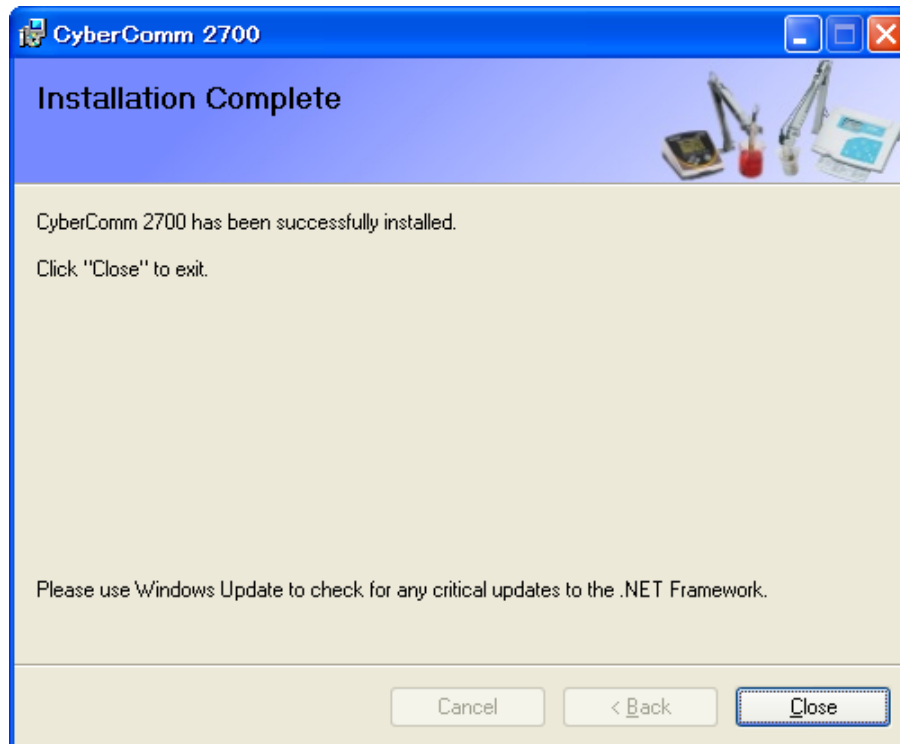 CyberComm 2700
Installation Complete
CyberComm 2700 has been successfully installed.
Click "Close" to exit.
Please use Windows Update to check for any critical updates to the .NET Framework.
Cancel
< Back
Close